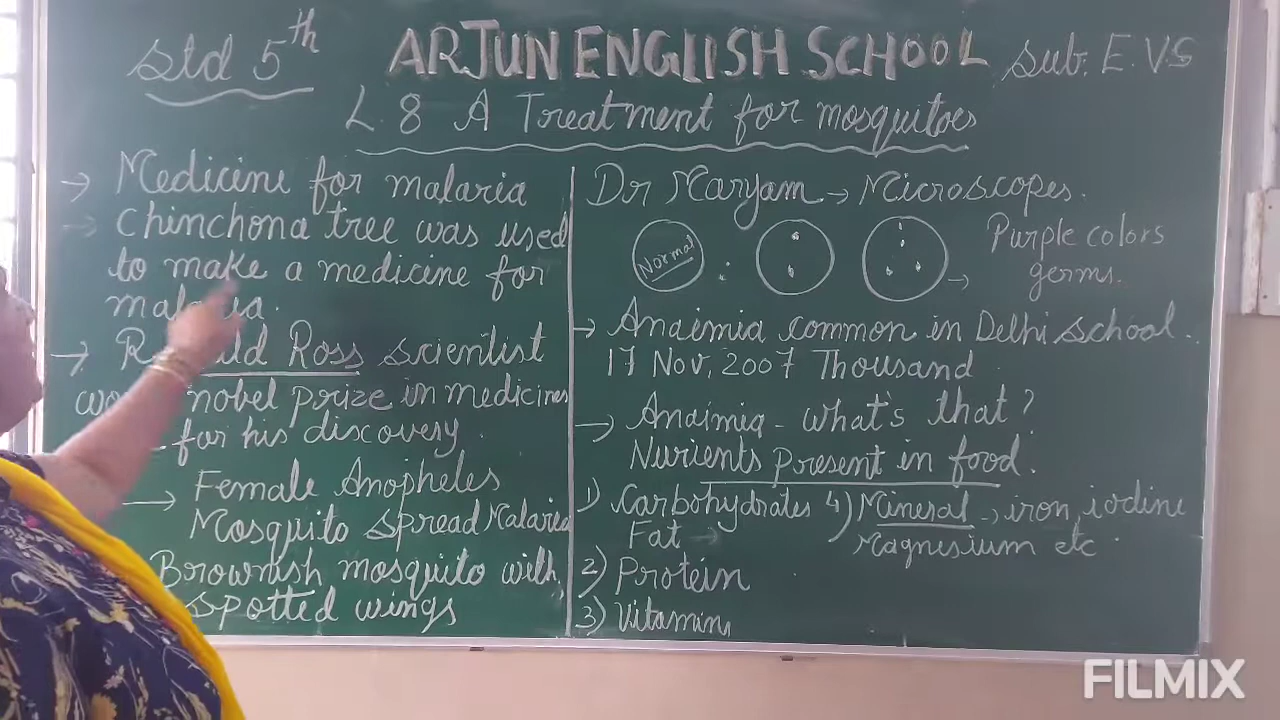 Std 5th ARJUN ENGLISH SCHOOL Sub. E.V.S
L. 8 A Treatment for mosquitoes
→ Medicine for malaria
→ Chinchona tree was used
to make a medicine for
malaria.
→ Ronald Ross scientist
nobel prize in medicines
for his discovery.
→ Female Anopheles
Mosquito Spread Malaria
Brownish mosquito with
spotted wings
Dr Maryam → Microscopes.
Normal
Purple colors
germs.
→ Anaimia common in Delhi school.
17 Nov, 2007 Thousand
→ Anaimia - what's that?
Nurients present in food.
1) Carbohydrates 4) Mineral → iron, iodine
Fat → Magnesium etc.
2) Protein
3) Vitamin
FILMIX